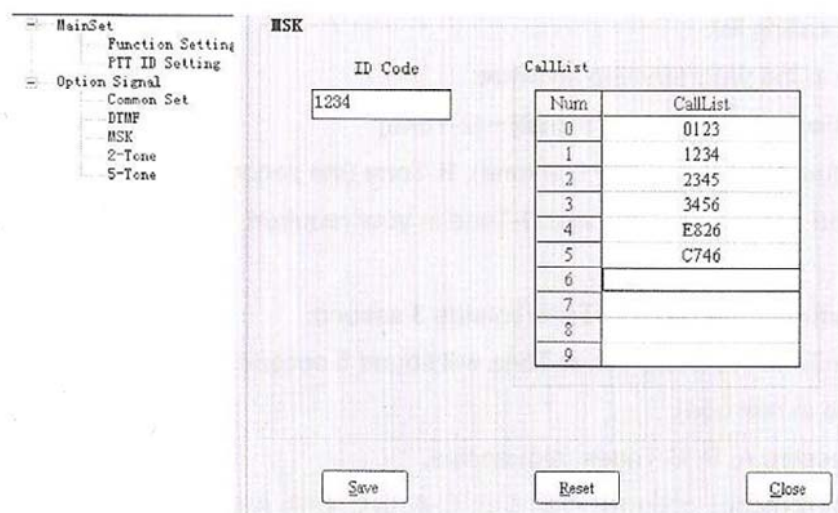 MainSet
Function Setting
PTT ID Setting
Option Signal
Common Set
DTMF
MSK
2-Tone
5-Tone
MSK
ID Code
1234
CallList
Num CallList
0 0123
1 1234
2 2345
3 3456
4 E826
5 C746
6
7
8
9
Save Reset Close